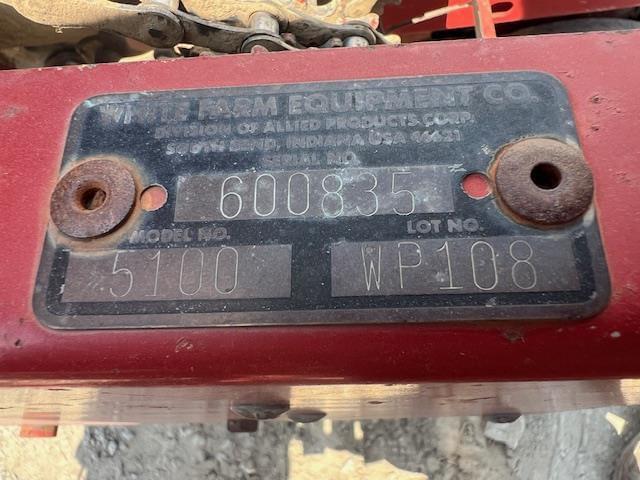 WHITE FARM EQUIPMENT CO.
DIVISION OF ALLIED PRODUCTS CORP.
SOUTH BEND, INDIANA USA 46621
SERIAL NO.
600835
MODEL NO. LOT NO.
5100 WP108